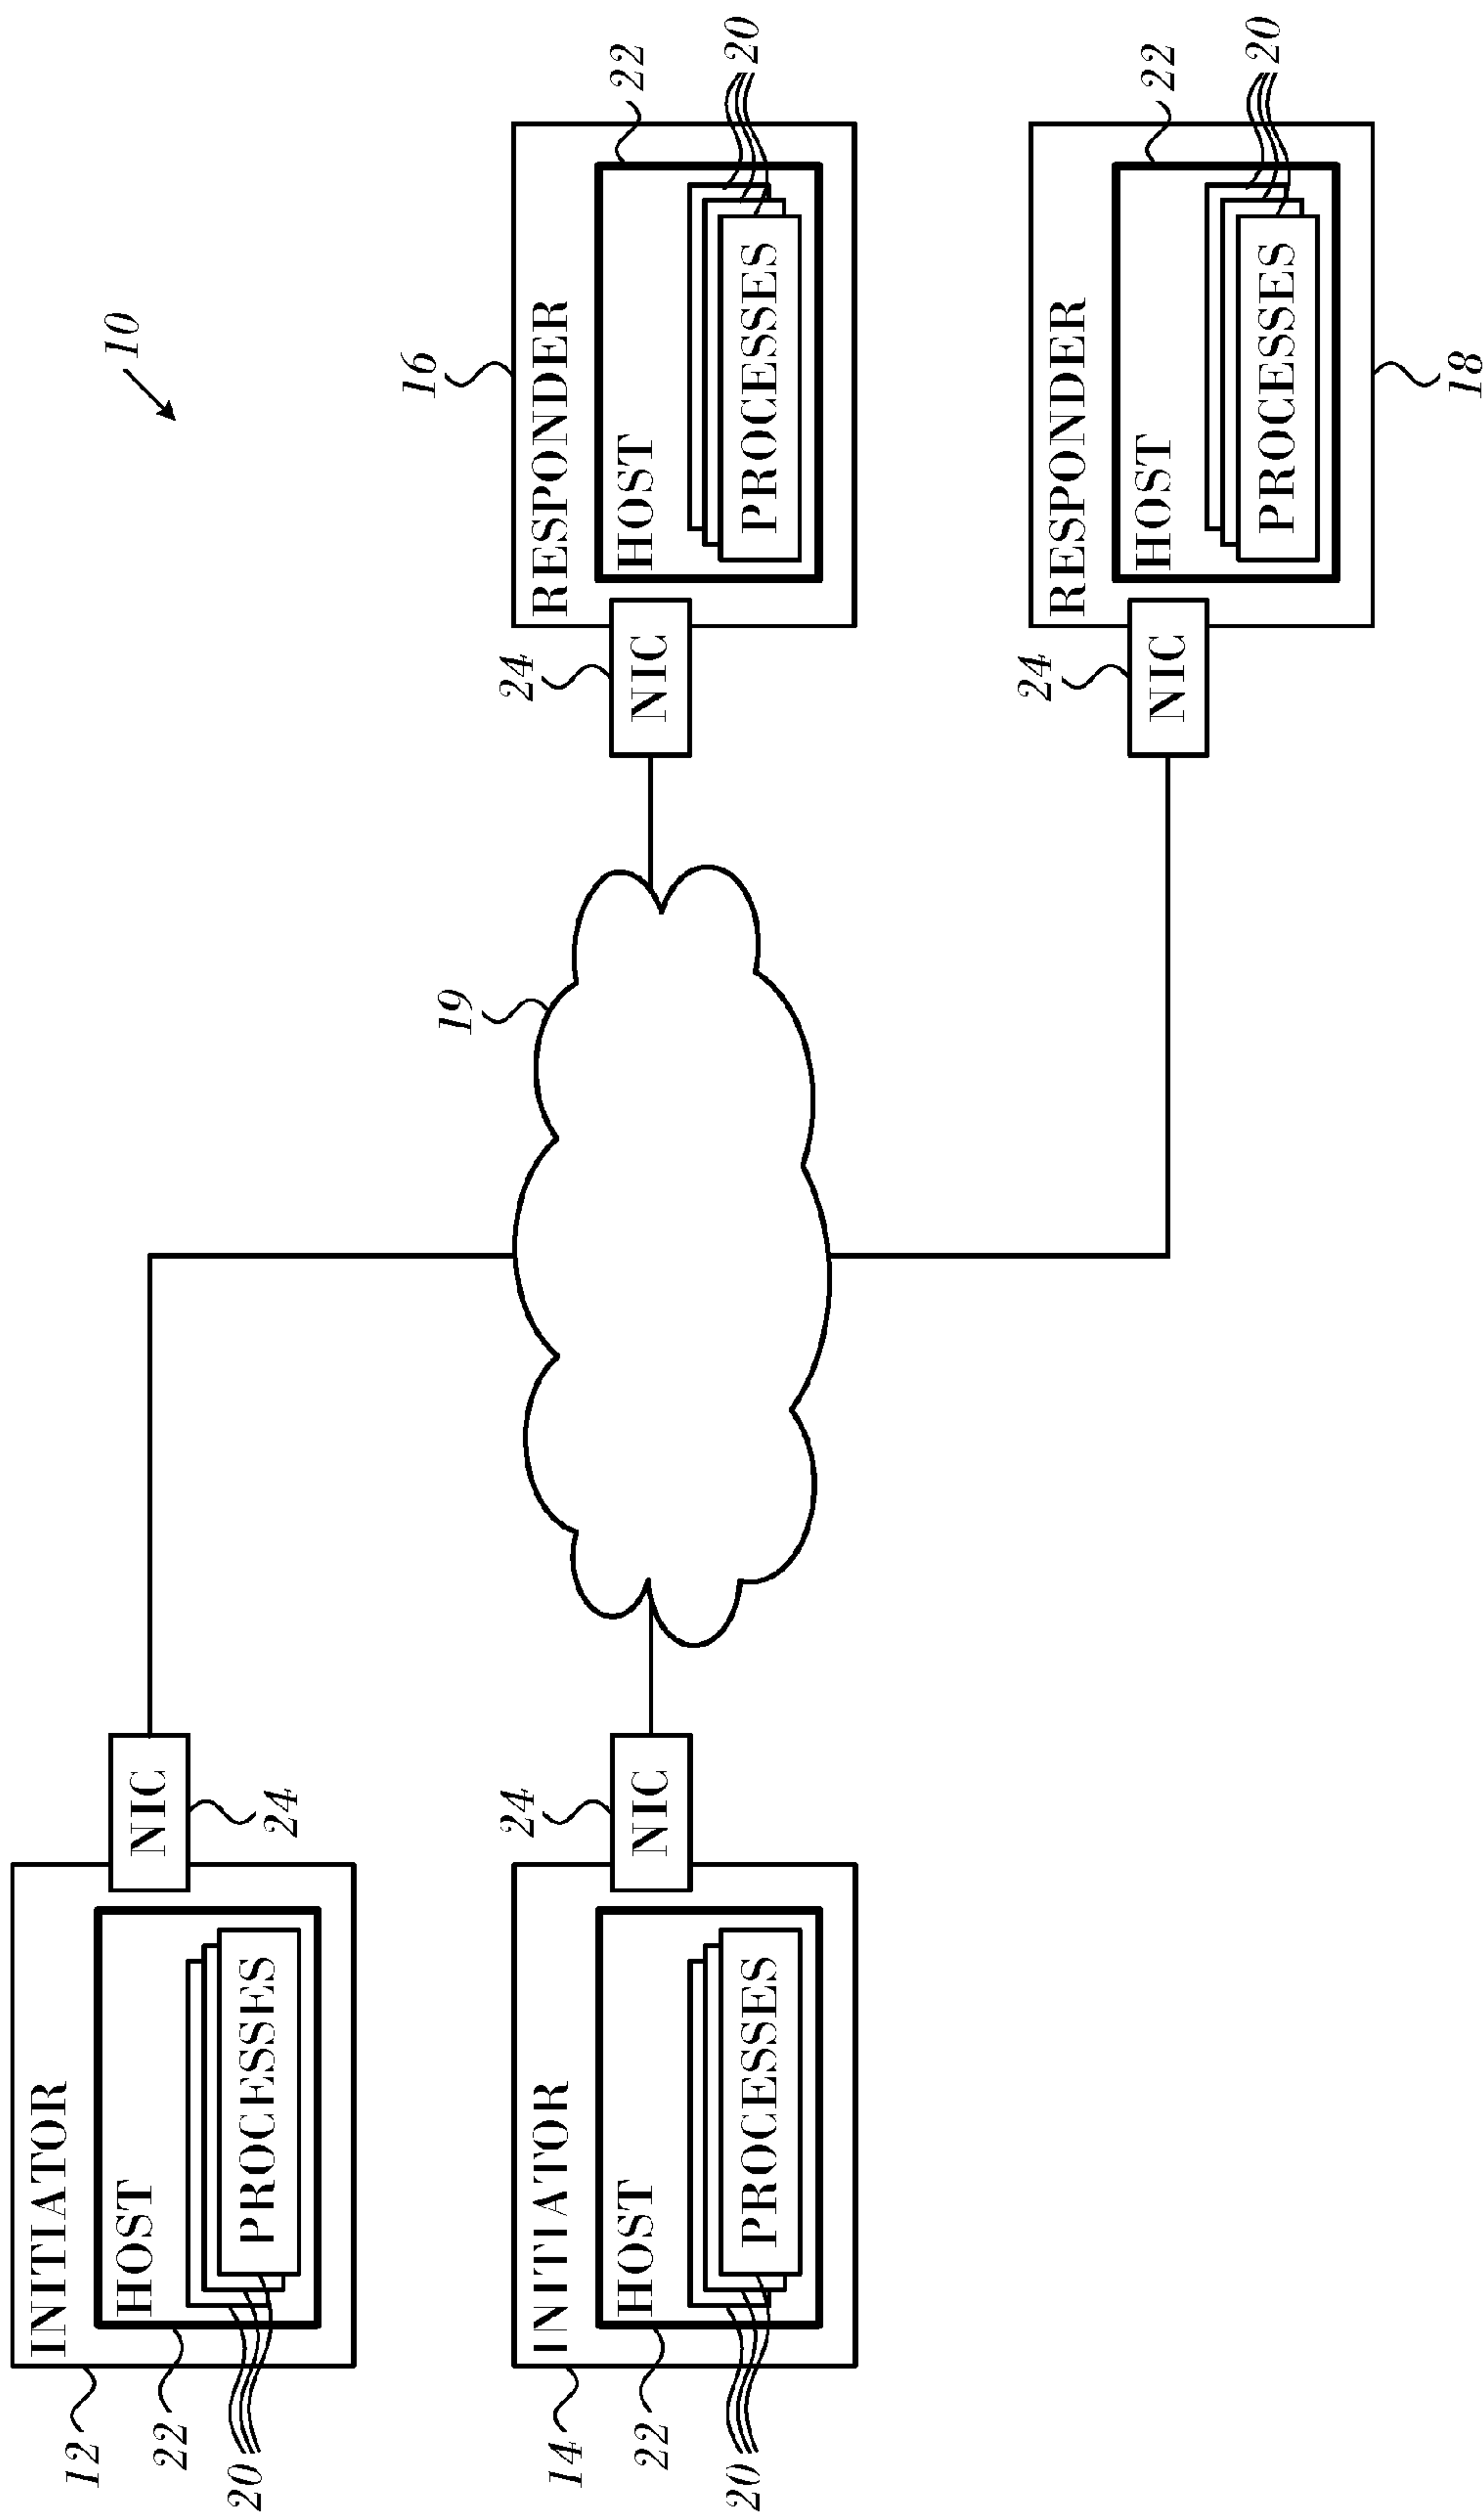 10
12
INITIATOR
HOST
PROCESSES
22
20
NIC
24
14
INITIATOR
HOST
PROCESSES
22
20
NIC
24
19
16
RESPONDER
HOST
PROCESSES
22
20
NIC
24
RESPONDER
HOST
PROCESSES
22
20
NIC
24
18